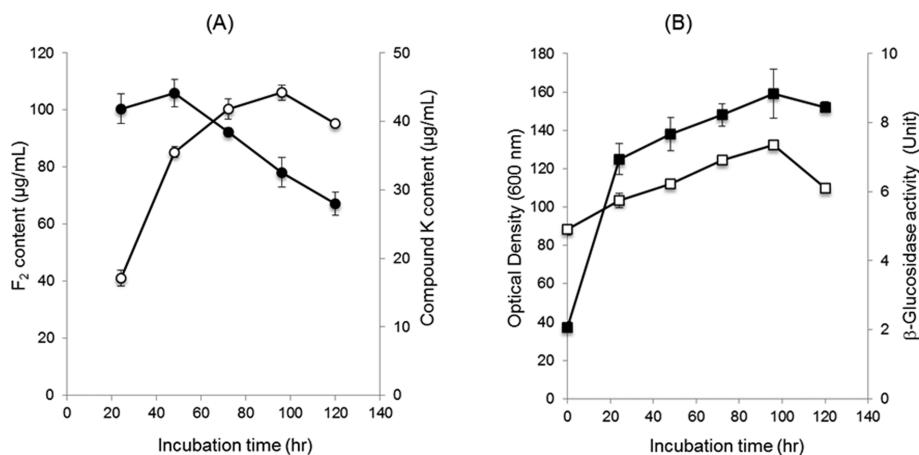 (A)
120
100
80
60
40
20
0
F₂ content (µg/mL)
50
40
30
20
10
0
Compound K content (µg/mL)
0 20 40 60 80 100 120 140
Incubation time (hr)
(B)
180
160
140
120
100
80
60
40
20
0
Optical Density (600 nm)
10
8
6
4
2
0
β-Glucosidase activity (Unit)
0 20 40 60 80 100 120 140
Incubation time (hr)